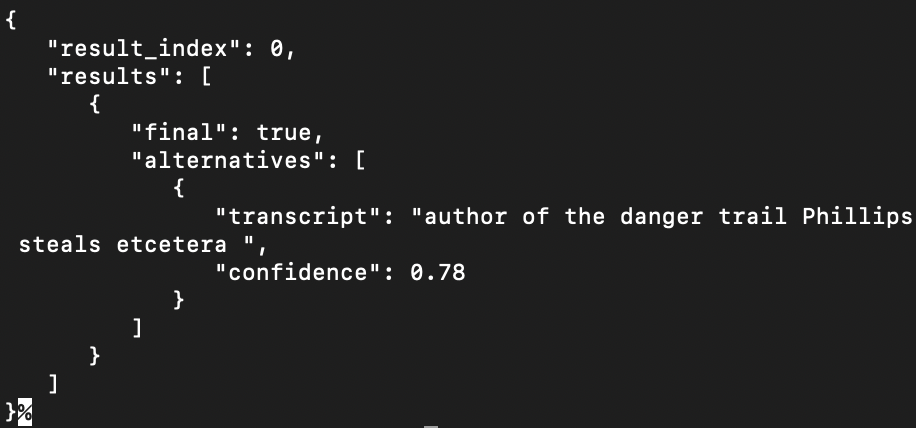 {
   "result_index": 0,
   "results": [
      {
         "final": true,
         "alternatives": [
            {
               "transcript": "author of the danger trail Phillips
 steals etcetera ",
               "confidence": 0.78
            }
         ]
      }
   ]
}%